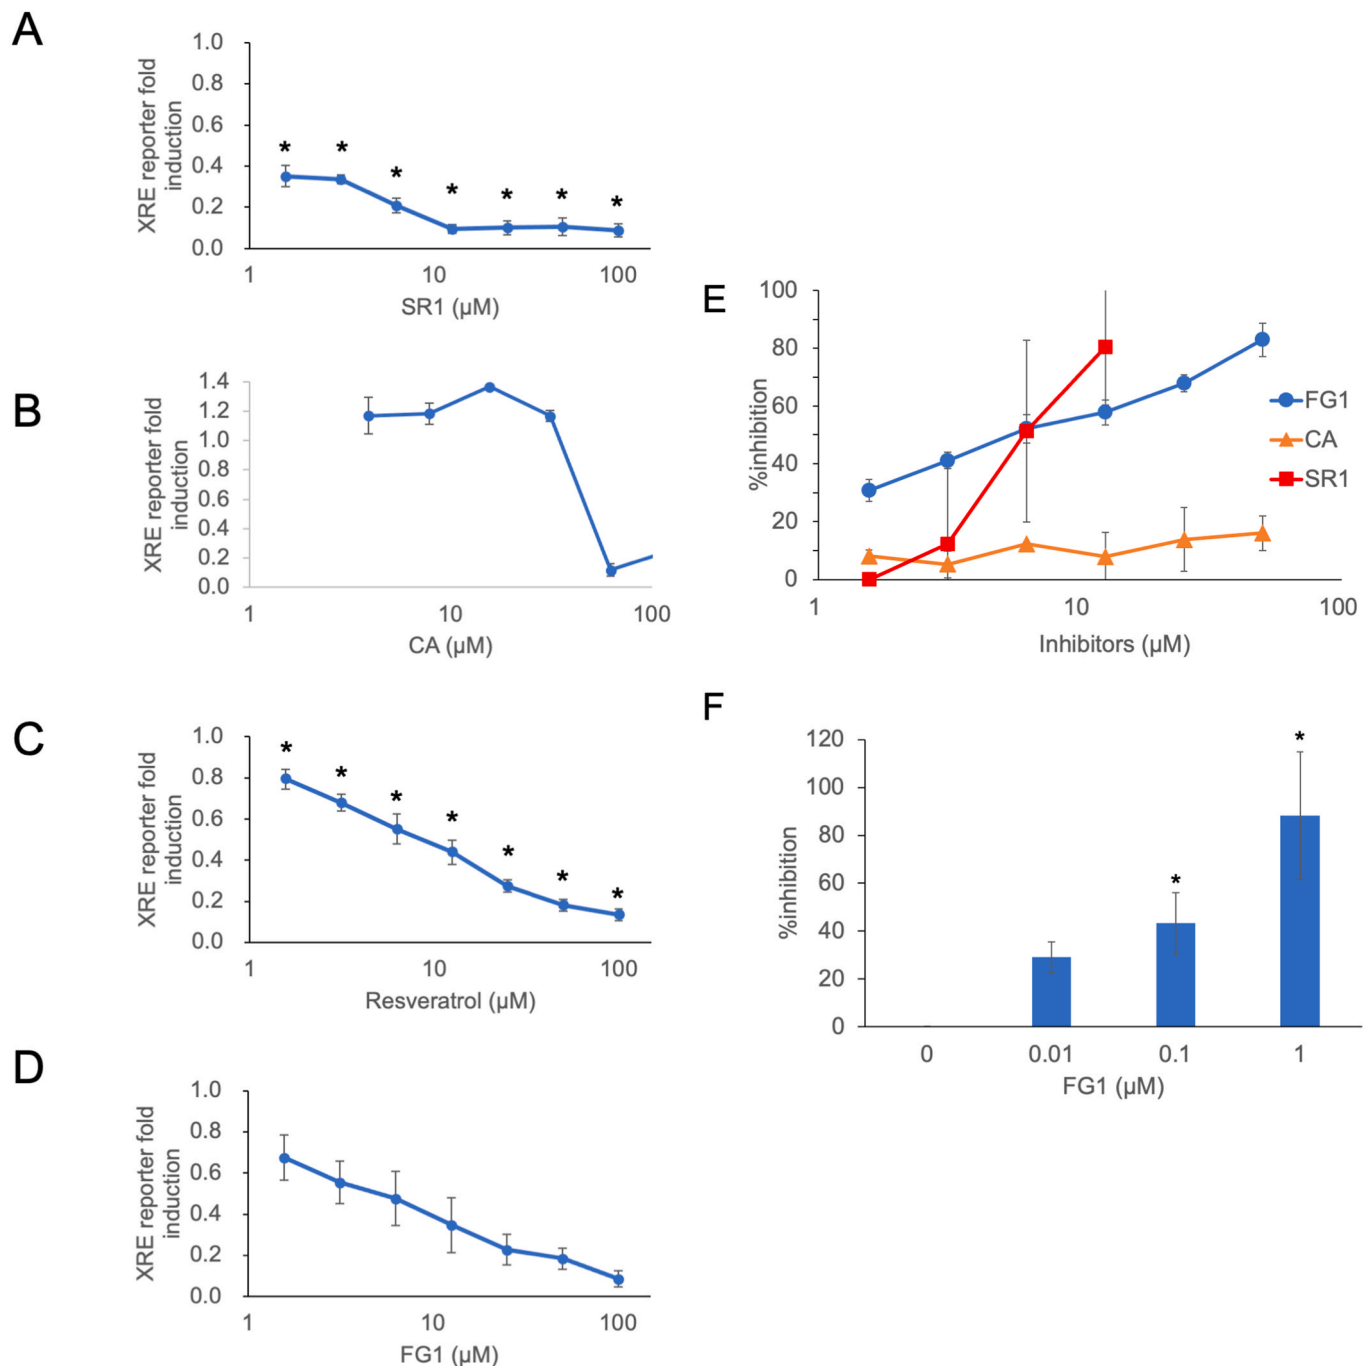 A
XRE reporter fold
induction
1.0
0.8
0.6
0.4
0.2
0.0
* * * * * * *
1 10 100
SR1 (µM)
B
XRE reporter fold
induction
1.4
1.2
1.0
0.8
0.6
0.4
0.2
0.0
1 10 100
CA (µM)
C
XRE reporter fold
induction
1.0
0.8
0.6
0.4
0.2
0.0
* * * * * * *
1 10 100
Resveratrol (µM)
D
XRE reporter fold
induction
1.0
0.8
0.6
0.4
0.2
0.0
1 10 100
FG1 (µM)
E
%inhibition
100
80
60
40
20
0
1 10 100
Inhibitors (µM)
FG1
CA
SR1
F
%inhibition
120
100
80
60
40
20
0
* *
0 0.01 0.1 1
FG1 (µM)